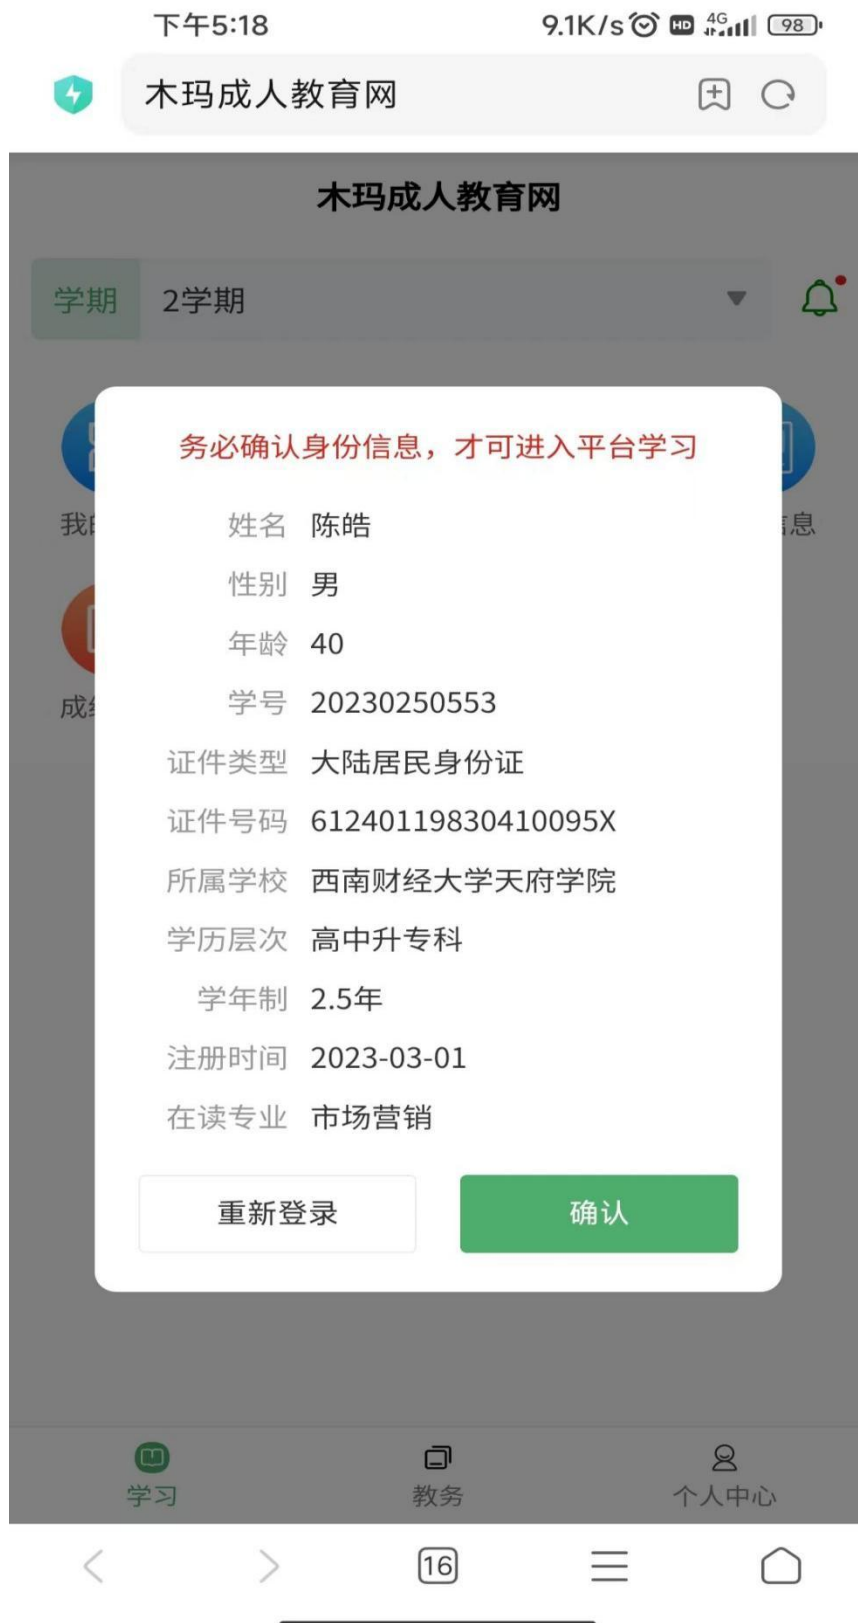 下午5:18 9.1K/s HD 4G 98
木玛成人教育网
木玛成人教育网
学期 2学期
务必确认身份信息，才可进入平台学习
我的
信息
姓名 陈皓
性别 男
年龄 40
成绩
学号 20230250553
证件类型 大陆居民身份证
证件号码 61240119830410095X
所属学校 西南财经大学天府学院
学历层次 高中升专科
学年制 2.5年
注册时间 2023-03-01
在读专业 市场营销
重新登录 确认
学习 教务 个人中心
16